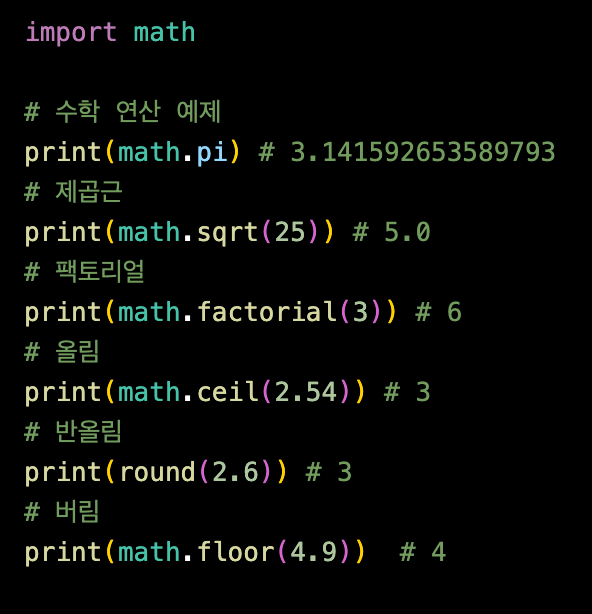 import math
# 수학 연산 예제
print(math.pi) # 3.141592653589793
# 제곱근
print(math.sqrt(25)) # 5.0
# 팩토리얼
print(math.factorial(3)) # 6
# 올림
print(math.ceil(2.54)) # 3
# 반올림
print(round(2.6)) # 3
# 버림
print(math.floor(4.9))  # 4